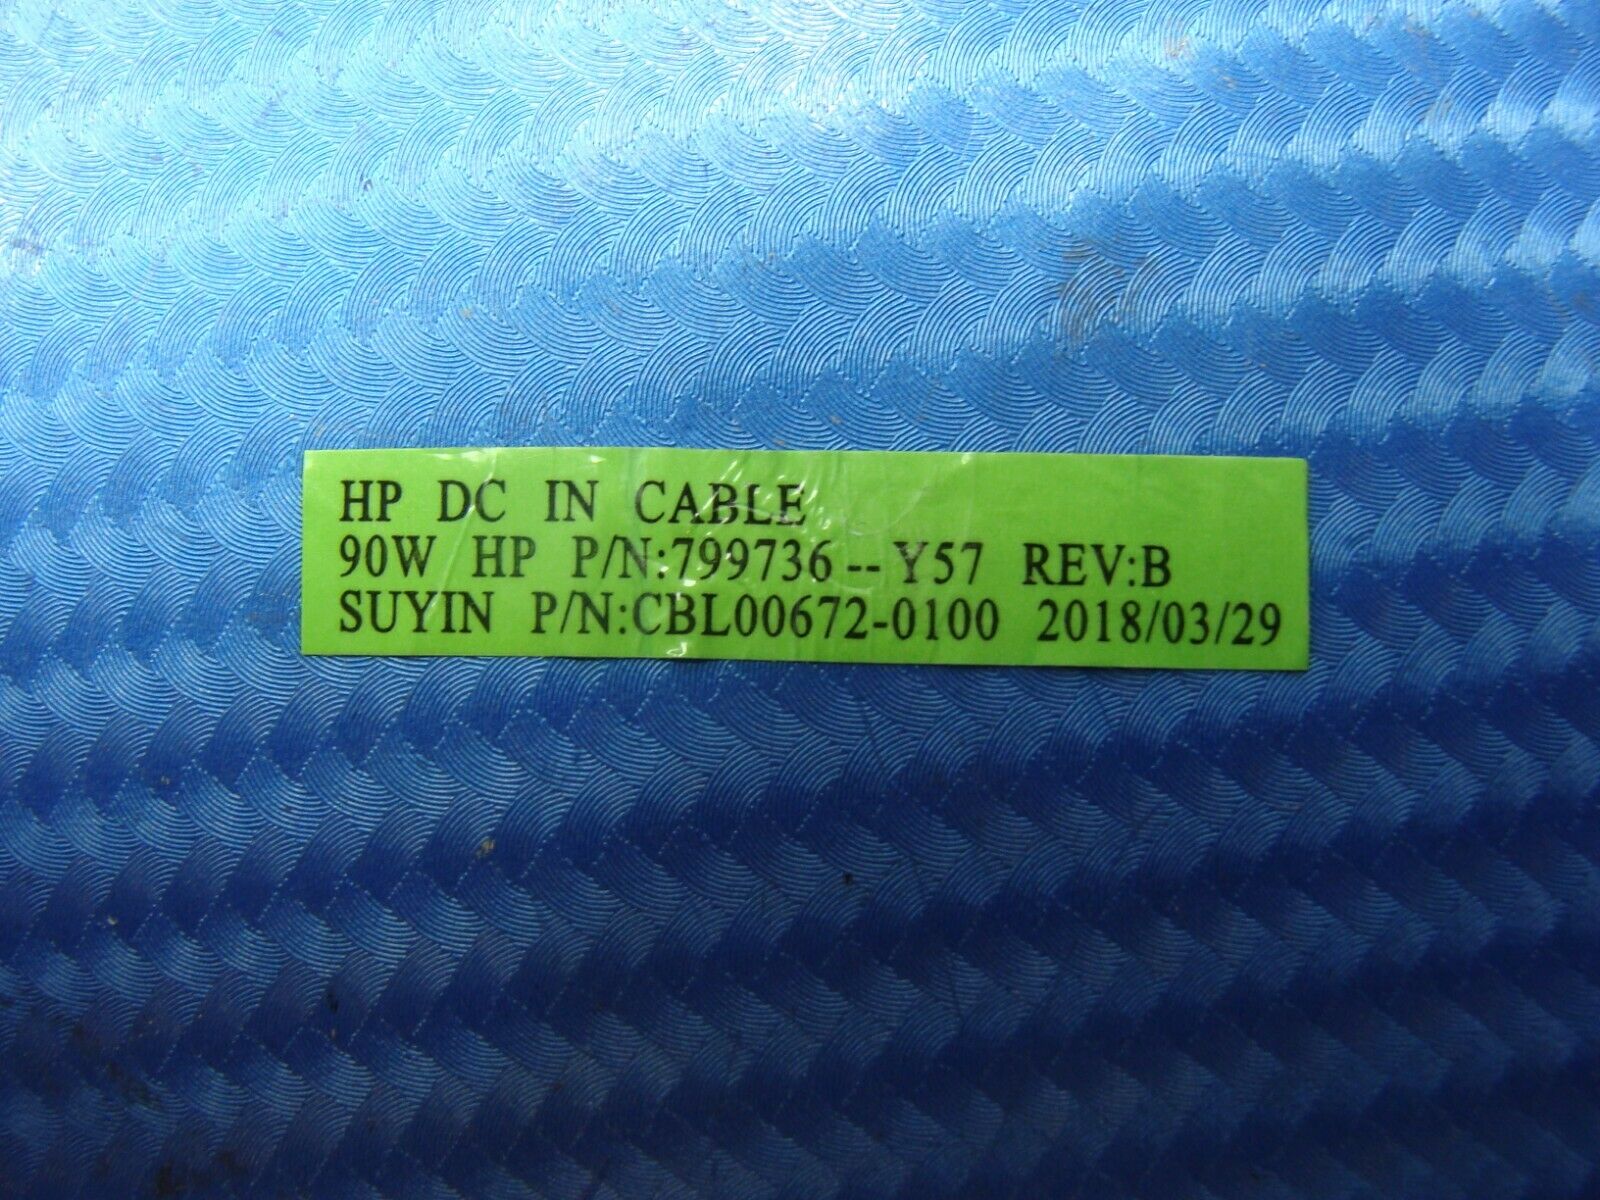 HP DC IN CABLE
90W HP P/N:799736--Y57 REV:B
SUYIN P/N:CBL00672-0100 2018/03/29